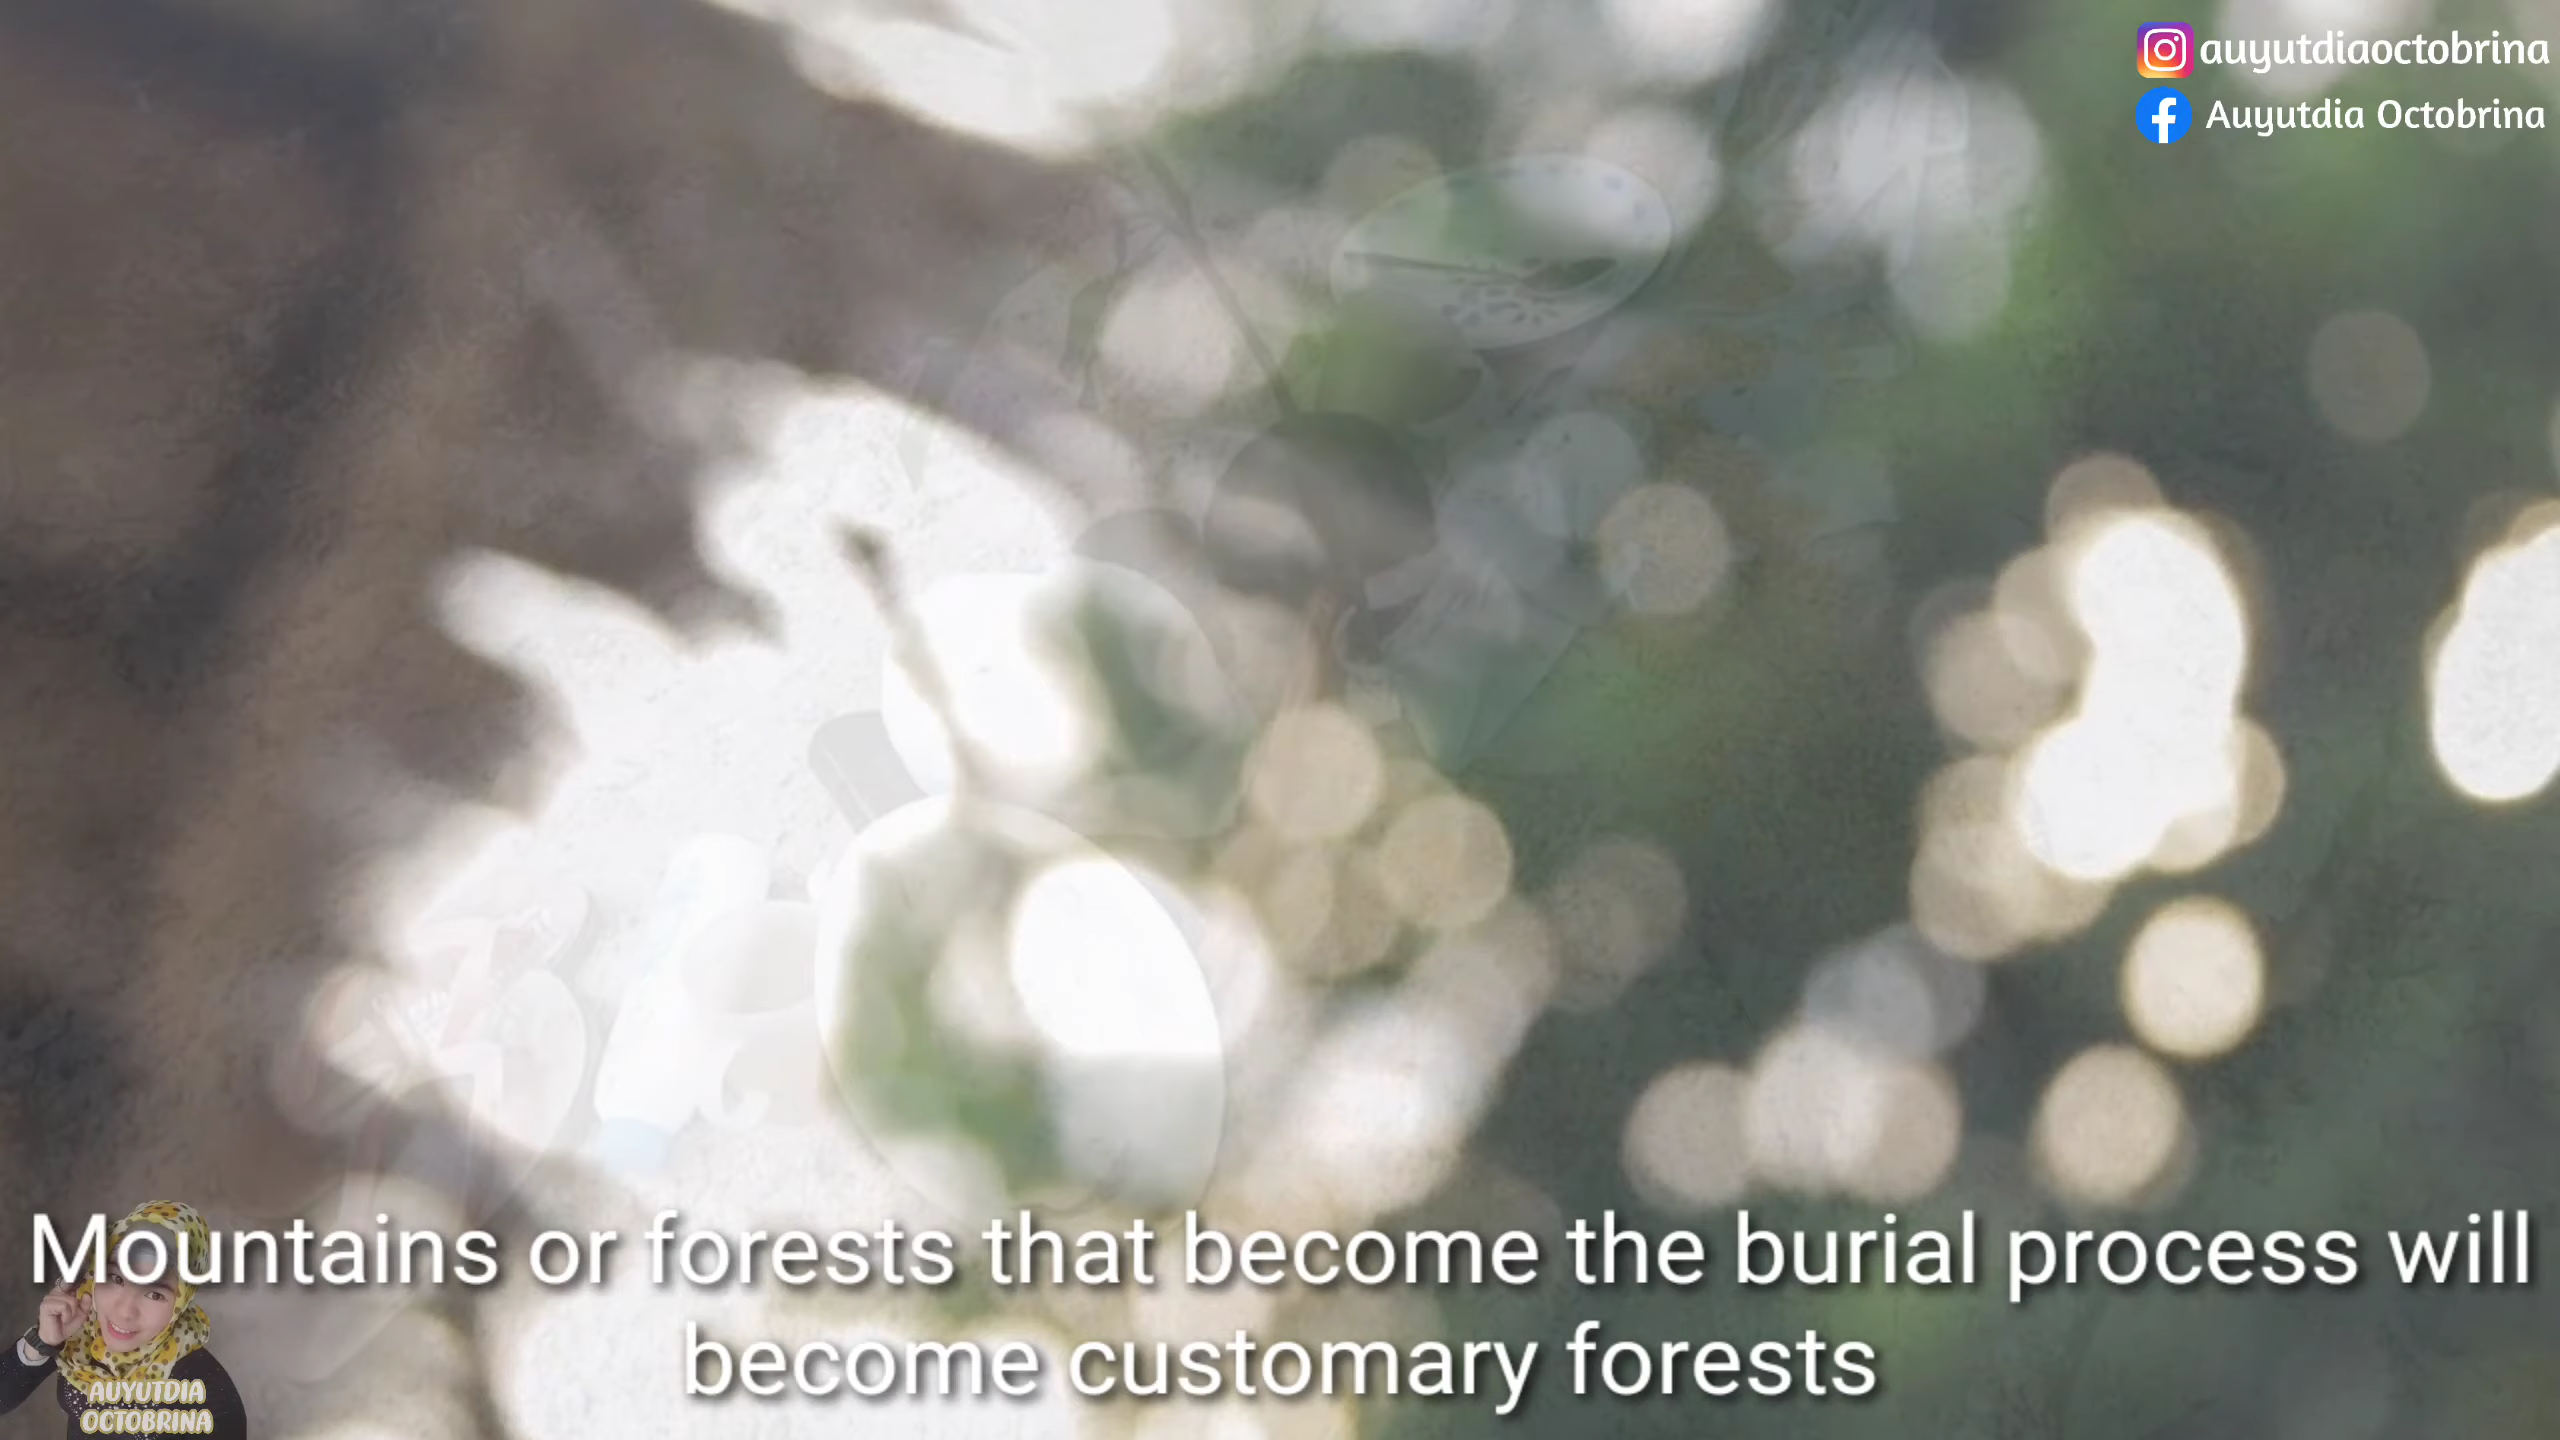 auyutdiaoctobrina
Auyutdia Octobrina
Mountains or forests that become the burial process will
become customary forests
AUYUTDIA
OCTOBRINA